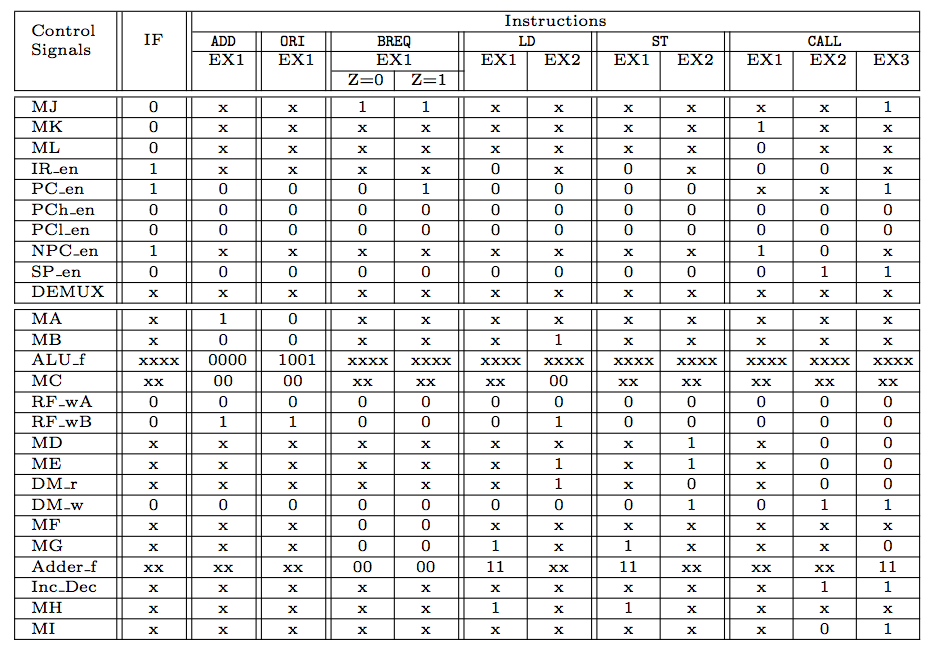 Instructions
Control Signals IF ADD ORI BREQ LD ST CALL
EX1 EX1 EX1 EX1 EX2 EX1 EX2 EX1 EX2 EX3
Z=0 Z=1
MJ 0 x x 1 1 x x x x x x 1
MK 0 x x x x x x x x 1 x x
ML 0 x x x x x x x x 0 x x
IR_en 1 x x x x 0 x 0 x 0 0 x
PC_en 1 0 0 0 1 0 0 0 0 x x 1
PCh_en 0 0 0 0 0 0 0 0 0 0 0 0
PCl_en 0 0 0 0 0 0 0 0 0 0 0 0
NPC_en 1 x x x x x x x x 1 0 x
SP_en 0 0 0 0 0 0 0 0 0 0 1 1
DEMUX x x x x x x x x x x x x
MA x 1 0 x x x x x x x x x
MB x 0 0 x x x 1 x x x x x
ALU_f xxxx 0000 1001 xxxx xxxx xxxx xxxx xxxx xxxx xxxx xxxx xxxx
MC xx 00 00 xx xx xx 00 xx xx xx xx xx
RF_wA 0 0 0 0 0 0 0 0 0 0 0 0
RF_wB 0 1 1 0 0 0 1 0 0 0 0 0
MD x x x x x x x x 1 x 0 0
ME x x x x x x 1 x 1 x 0 0
DM_r x x x x x x 1 x 0 x 0 0
DM_w 0 0 0 0 0 0 0 0 1 0 1 1
MF x x x 0 0 x x x x x x x
MG x x x 0 0 1 x 1 x x x 0
Adder_f xx xx xx 00 00 11 xx 11 xx xx xx 11
Inc_Dec x x x x x x x x x x 1 1
MH x x x x x 1 x 1 x x x x
MI x x x x x x x x x x 0 1